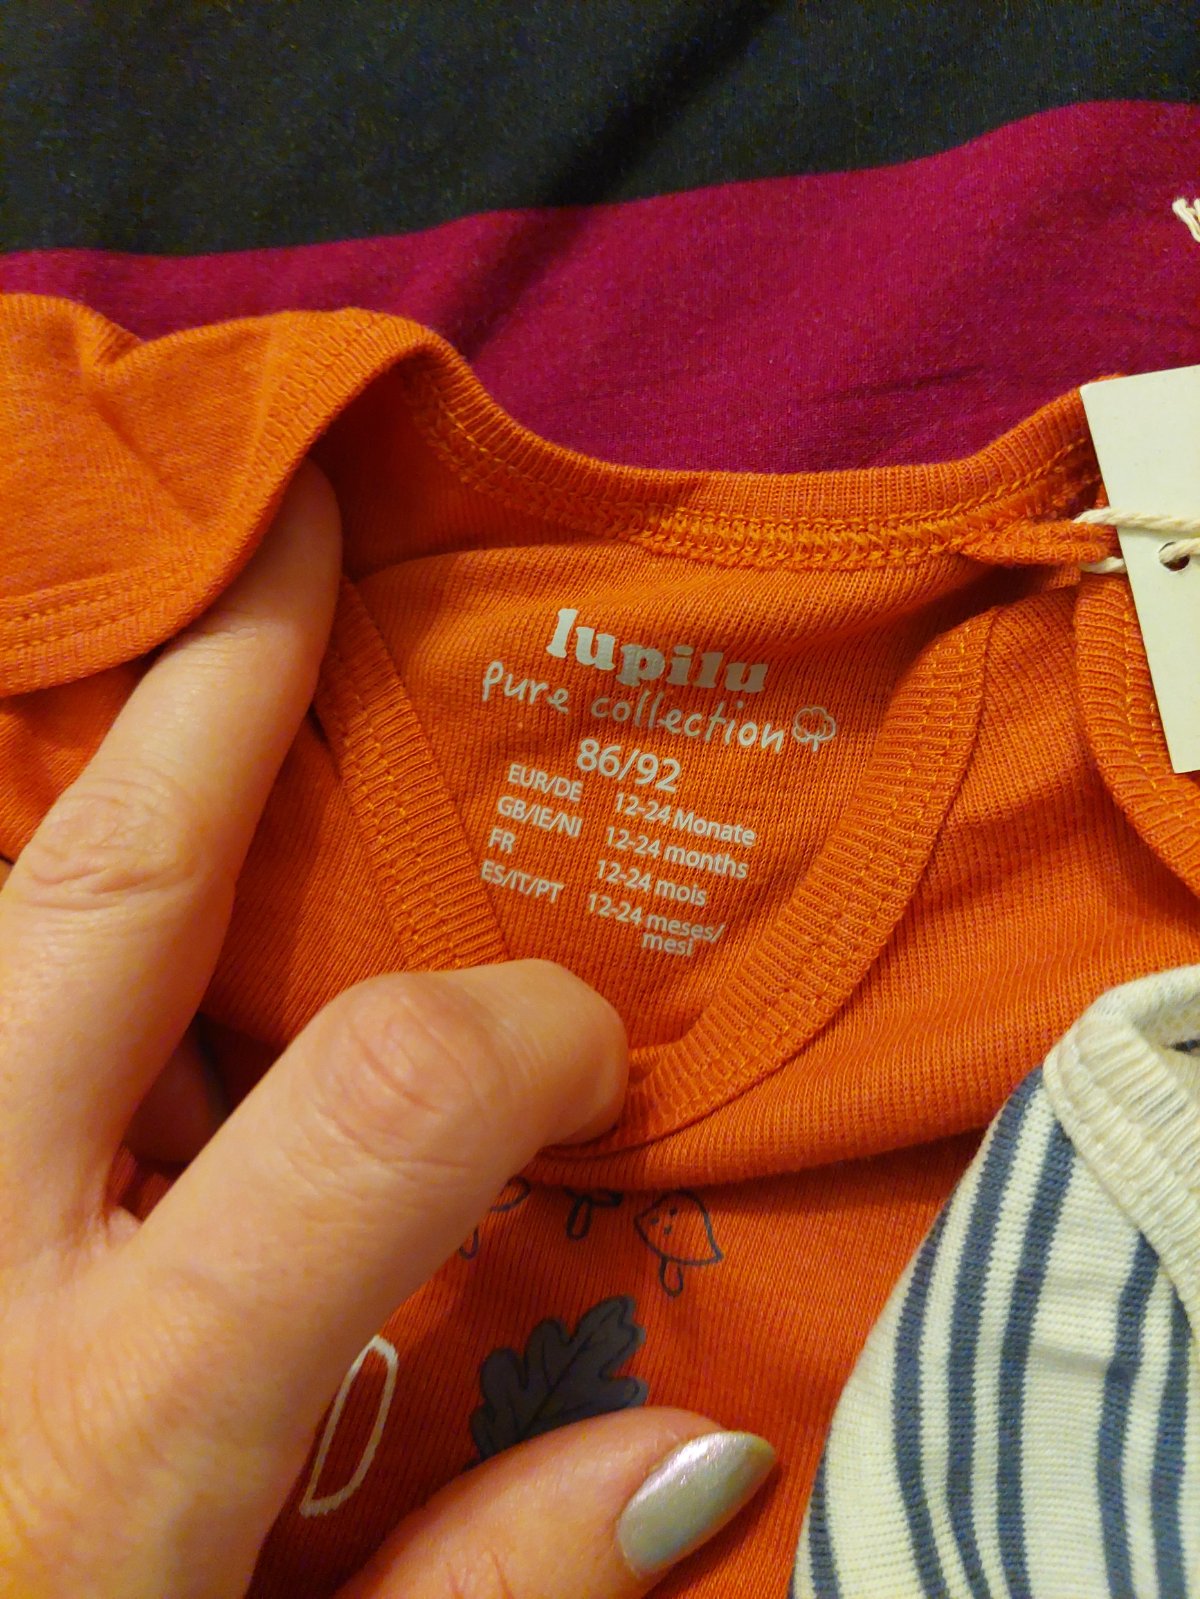 lupilu
pure collection
86/92
EUR/DE 12-24 Monate
GB/IE/NI 12-24 months
FR 12-24 mois
ES/IT/PT 12-24 meses/
mesi